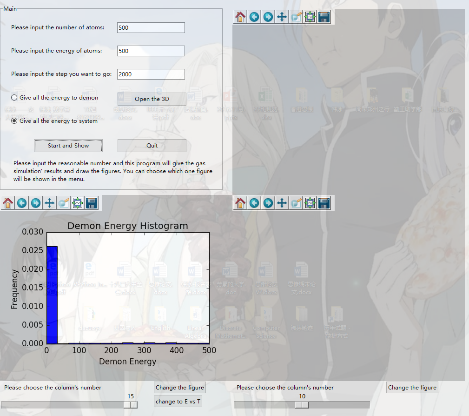 Main
Please input the number of atoms:
500
Please input the energy of atoms:
500
Please input the step you want to go:
2000
Give all the energy to demon
Open the 3D
Give all the energy to system
Start and Show
Quit
Please input the reasonable number and this program will give the gas
simulation' results and draw the figures. You can choose which one figure
will be shown in the menu.
Demon Energy Histogram
Frequency
0.030
0.025
0.020
0.015
0.010
0.005
0.000
0 100 200 300 400 500
Demon Energy
Please choose the column's number
15
Change the figure
change to E vs T
Please choose the column's number
10
Change the figure